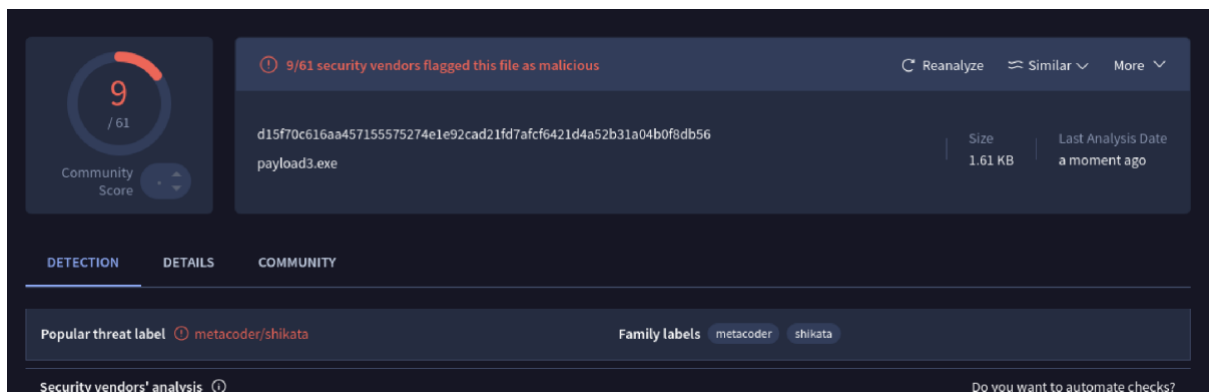 9/61 security vendors flagged this file as malicious
Reanalyze Similar More
9
/ 61
d15f70c616aa457155575274e1e92cad21fd7afcf6421d4a52b31a04b0f8db56
payload3.exe
Size
1.61 KB
Last Analysis Date
a moment ago
Community
Score
DETECTION DETAILS COMMUNITY
Popular threat label metacoder/shikata
Family labels metacoder shikata
Security vendors' analysis
Do you want to automate checks?